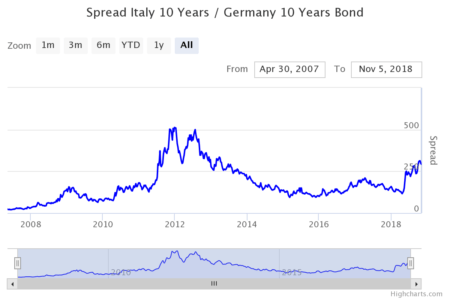 Spread Italy 10 Years / Germany 10 Years Bond
Zoom 1m 3m 6m YTD 1y All
From Apr 30, 2007 To Nov 5, 2018
500
250
0
Spread
2008 2010 2012 2014 2016 2018
2010 2015
Highcharts.com